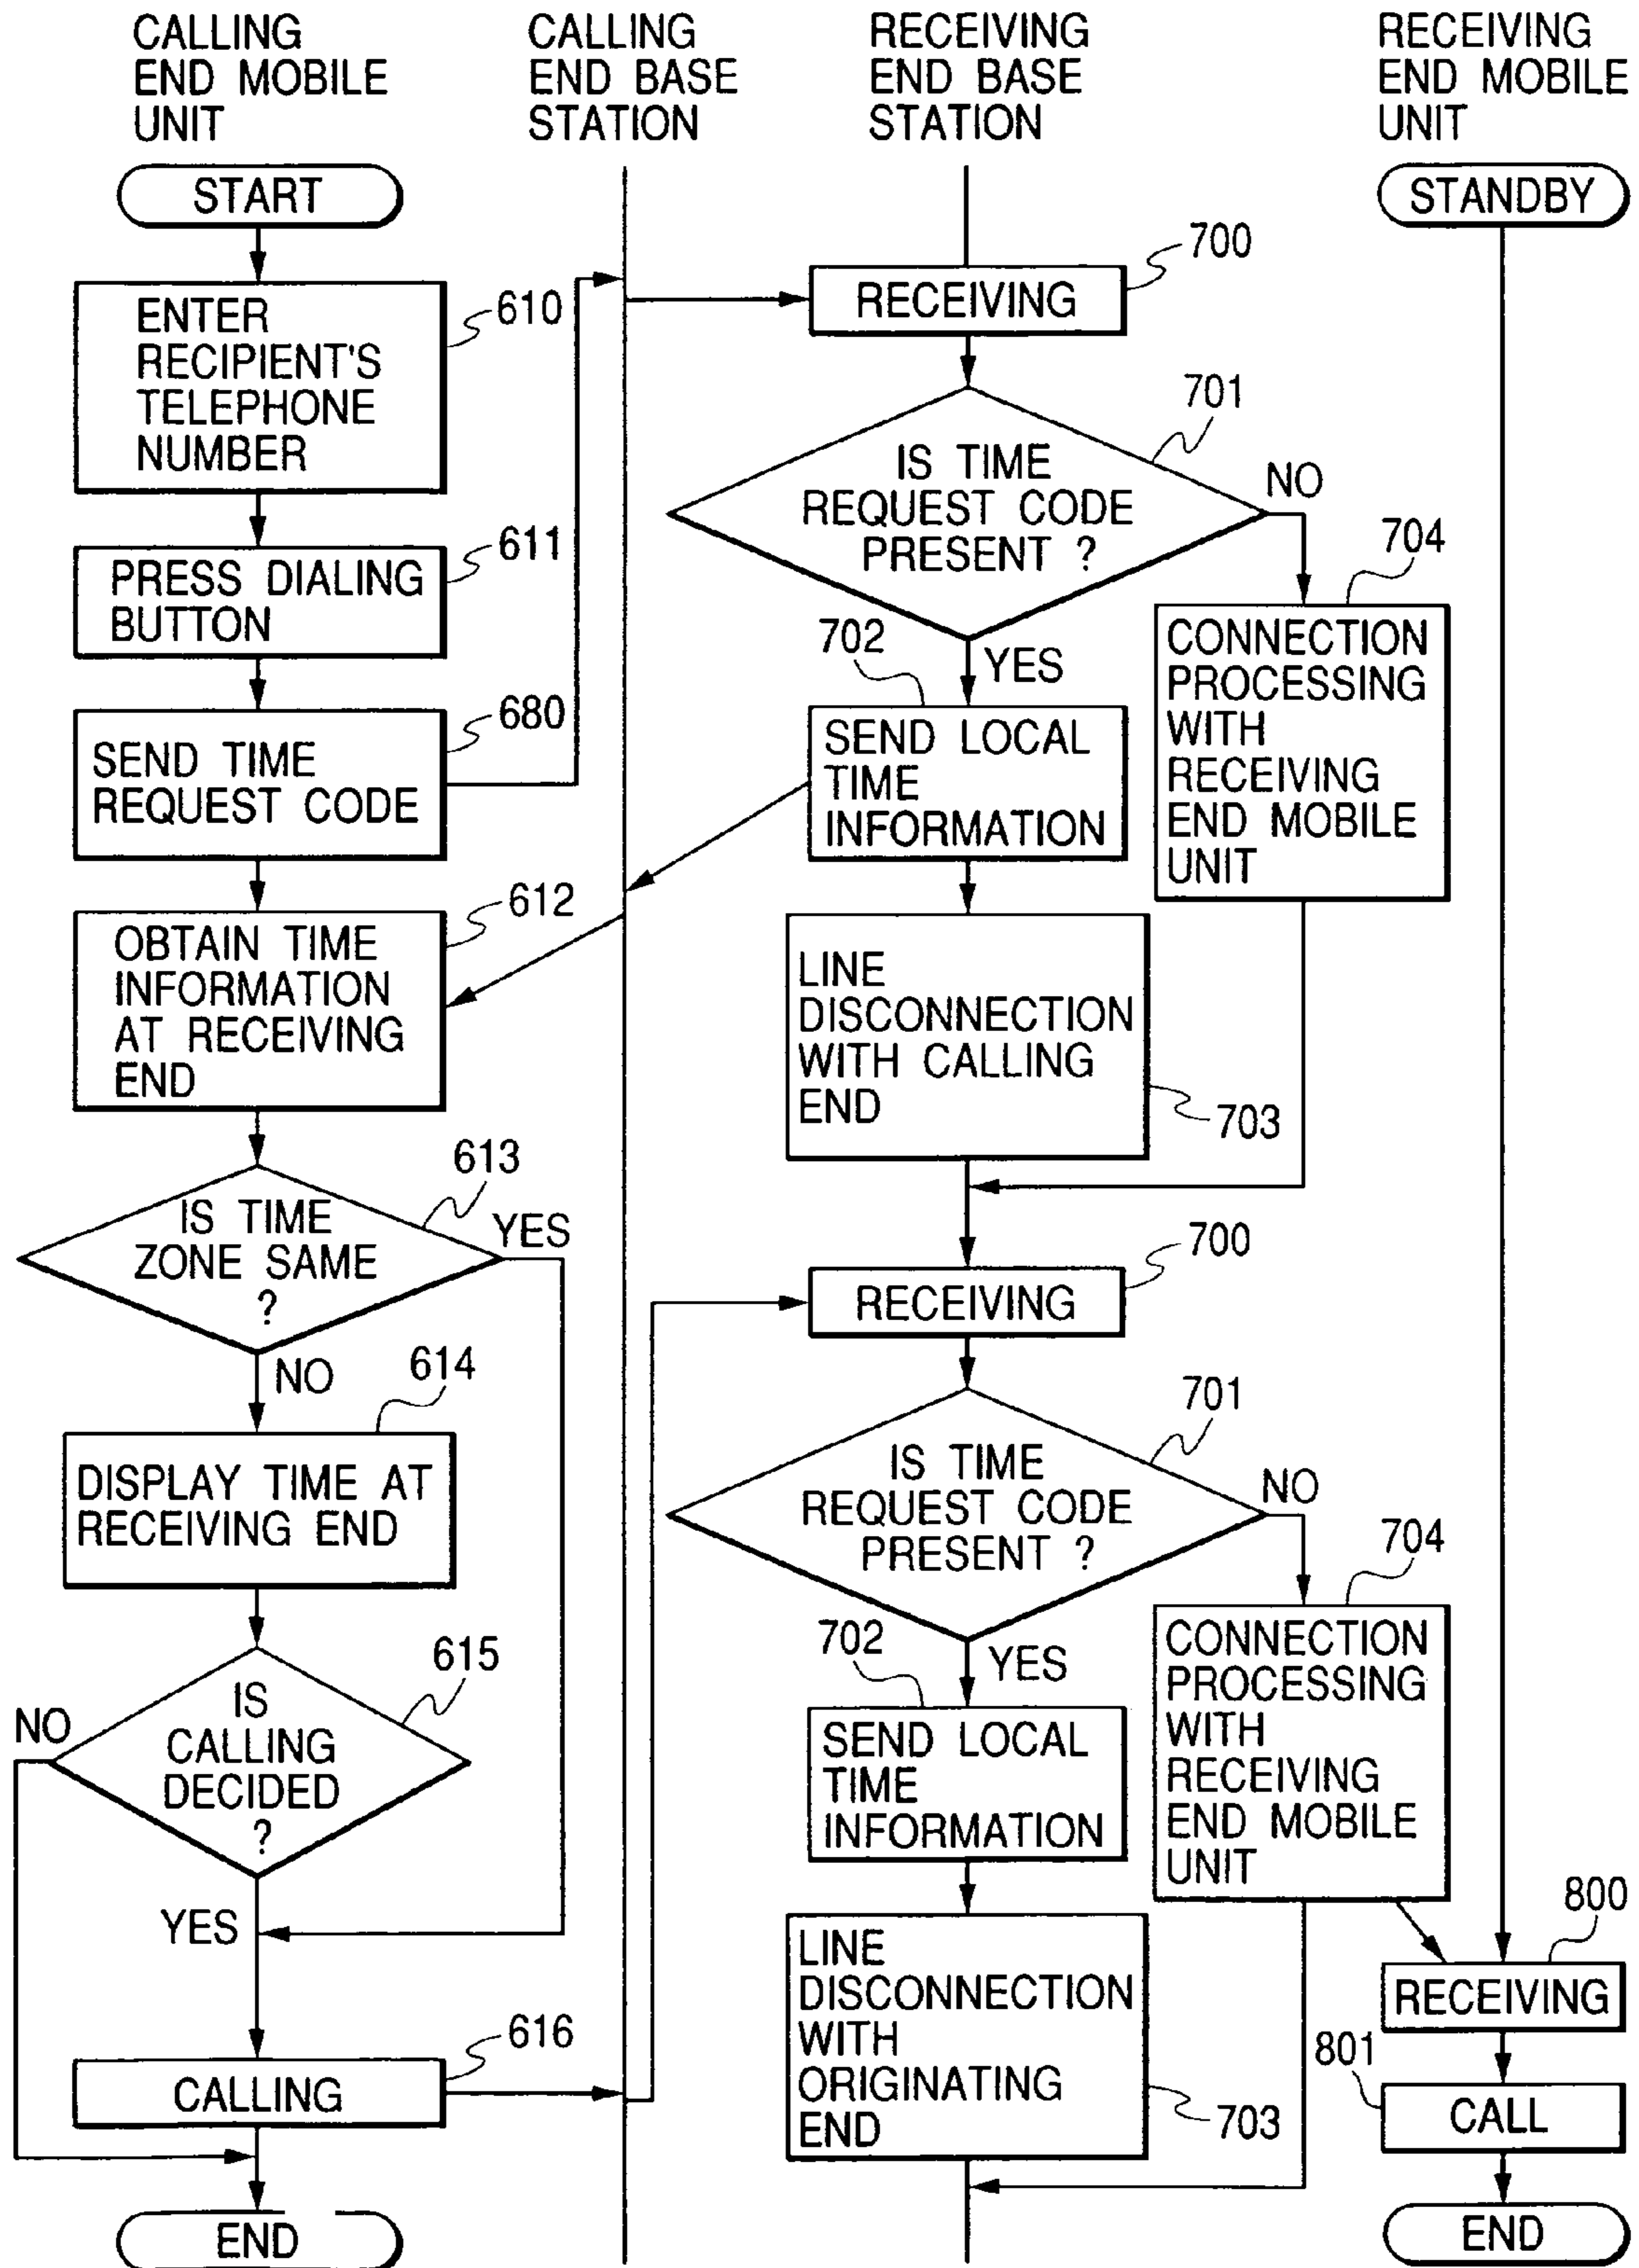 CALLING
END MOBILE
UNIT
CALLING
END BASE
STATION
RECEIVING
END BASE
STATION
RECEIVING
END MOBILE
UNIT
START
ENTER
RECIPIENT'S
TELEPHONE
NUMBER
610
PRESS DIALING
BUTTON
611
SEND TIME
REQUEST CODE
680
OBTAIN TIME
INFORMATION
AT RECEIVING
END
612
IS TIME
ZONE SAME
?
613
YES
NO
614
DISPLAY TIME AT
RECEIVING END
IS
CALLING
DECIDED
?
615
NO
YES
CALLING
616
END
RECEIVING
700
IS TIME
REQUEST CODE
PRESENT ?
701
NO
YES
702
SEND LOCAL
TIME
INFORMATION
704
CONNECTION
PROCESSING
WITH
RECEIVING
END MOBILE
UNIT
LINE
DISCONNECTION
WITH CALLING
END
703
RECEIVING
700
IS TIME
REQUEST CODE
PRESENT ?
701
NO
YES
702
SEND LOCAL
TIME
INFORMATION
704
CONNECTION
PROCESSING
WITH
RECEIVING
END MOBILE
UNIT
LINE
DISCONNECTION
WITH
ORIGINATING
END
703
STANDBY
800
RECEIVING
801
CALL
END